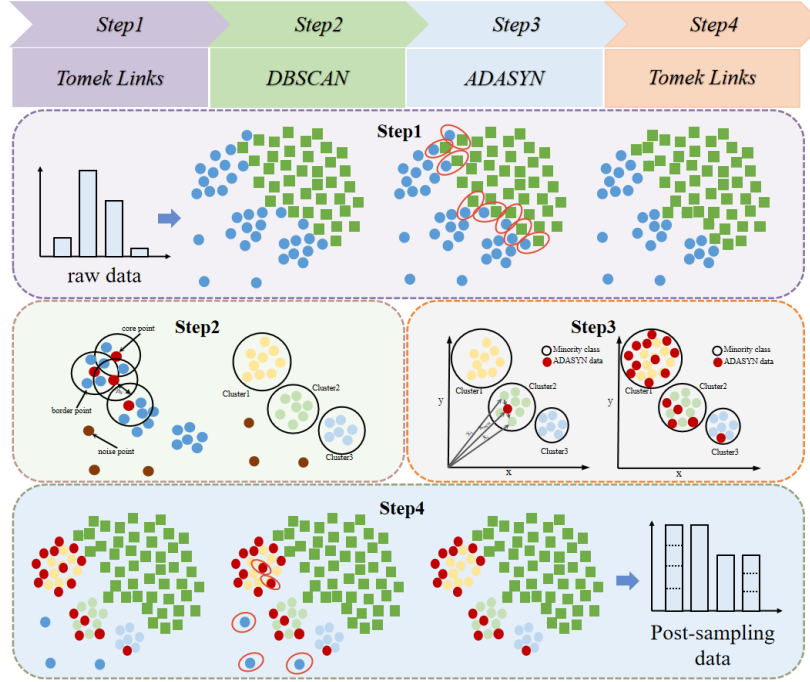 Step1
Step2
Step3
Step4
Tomek Links
DBSCAN
ADASYN
Tomek Links
Step1
raw data
Step2
core point
border point
noise point
Cluster1
Cluster2
Cluster3
Step3
y
x
Cluster1
Cluster2
Cluster3
Minority class
ADASYN data
y
x
Cluster1
Cluster2
Cluster3
Minority class
ADASYN data
Step4
Post-sampling
data